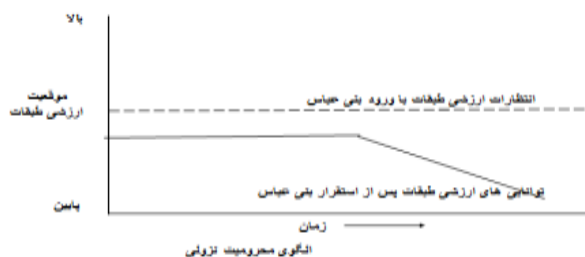 بالا
موقعیت
ارزشی طبقات
انتظارات ارزشی طبقات با ورود بنی عباس
توانایی های ارزشی طبقات پس از استقرار بنی عباس
پایین
زمان
الگوی محرومیت نزولی